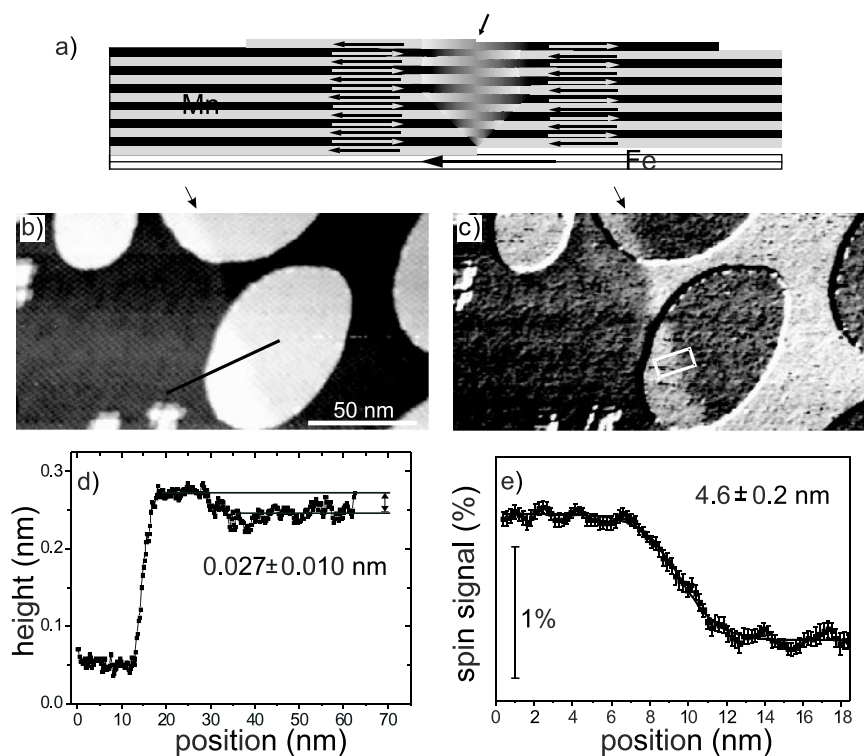 a)
Mn
Fe
b)
50 nm
c)
d)
height (nm)
0.3
0.2
0.1
0.0
0.027±0.010 nm
0 10 20 30 40 50 60 70
position (nm)
e)
spin signal (%)
4.6±0.2 nm
1%
0 2 4 6 8 10 12 14 16 18
position (nm)